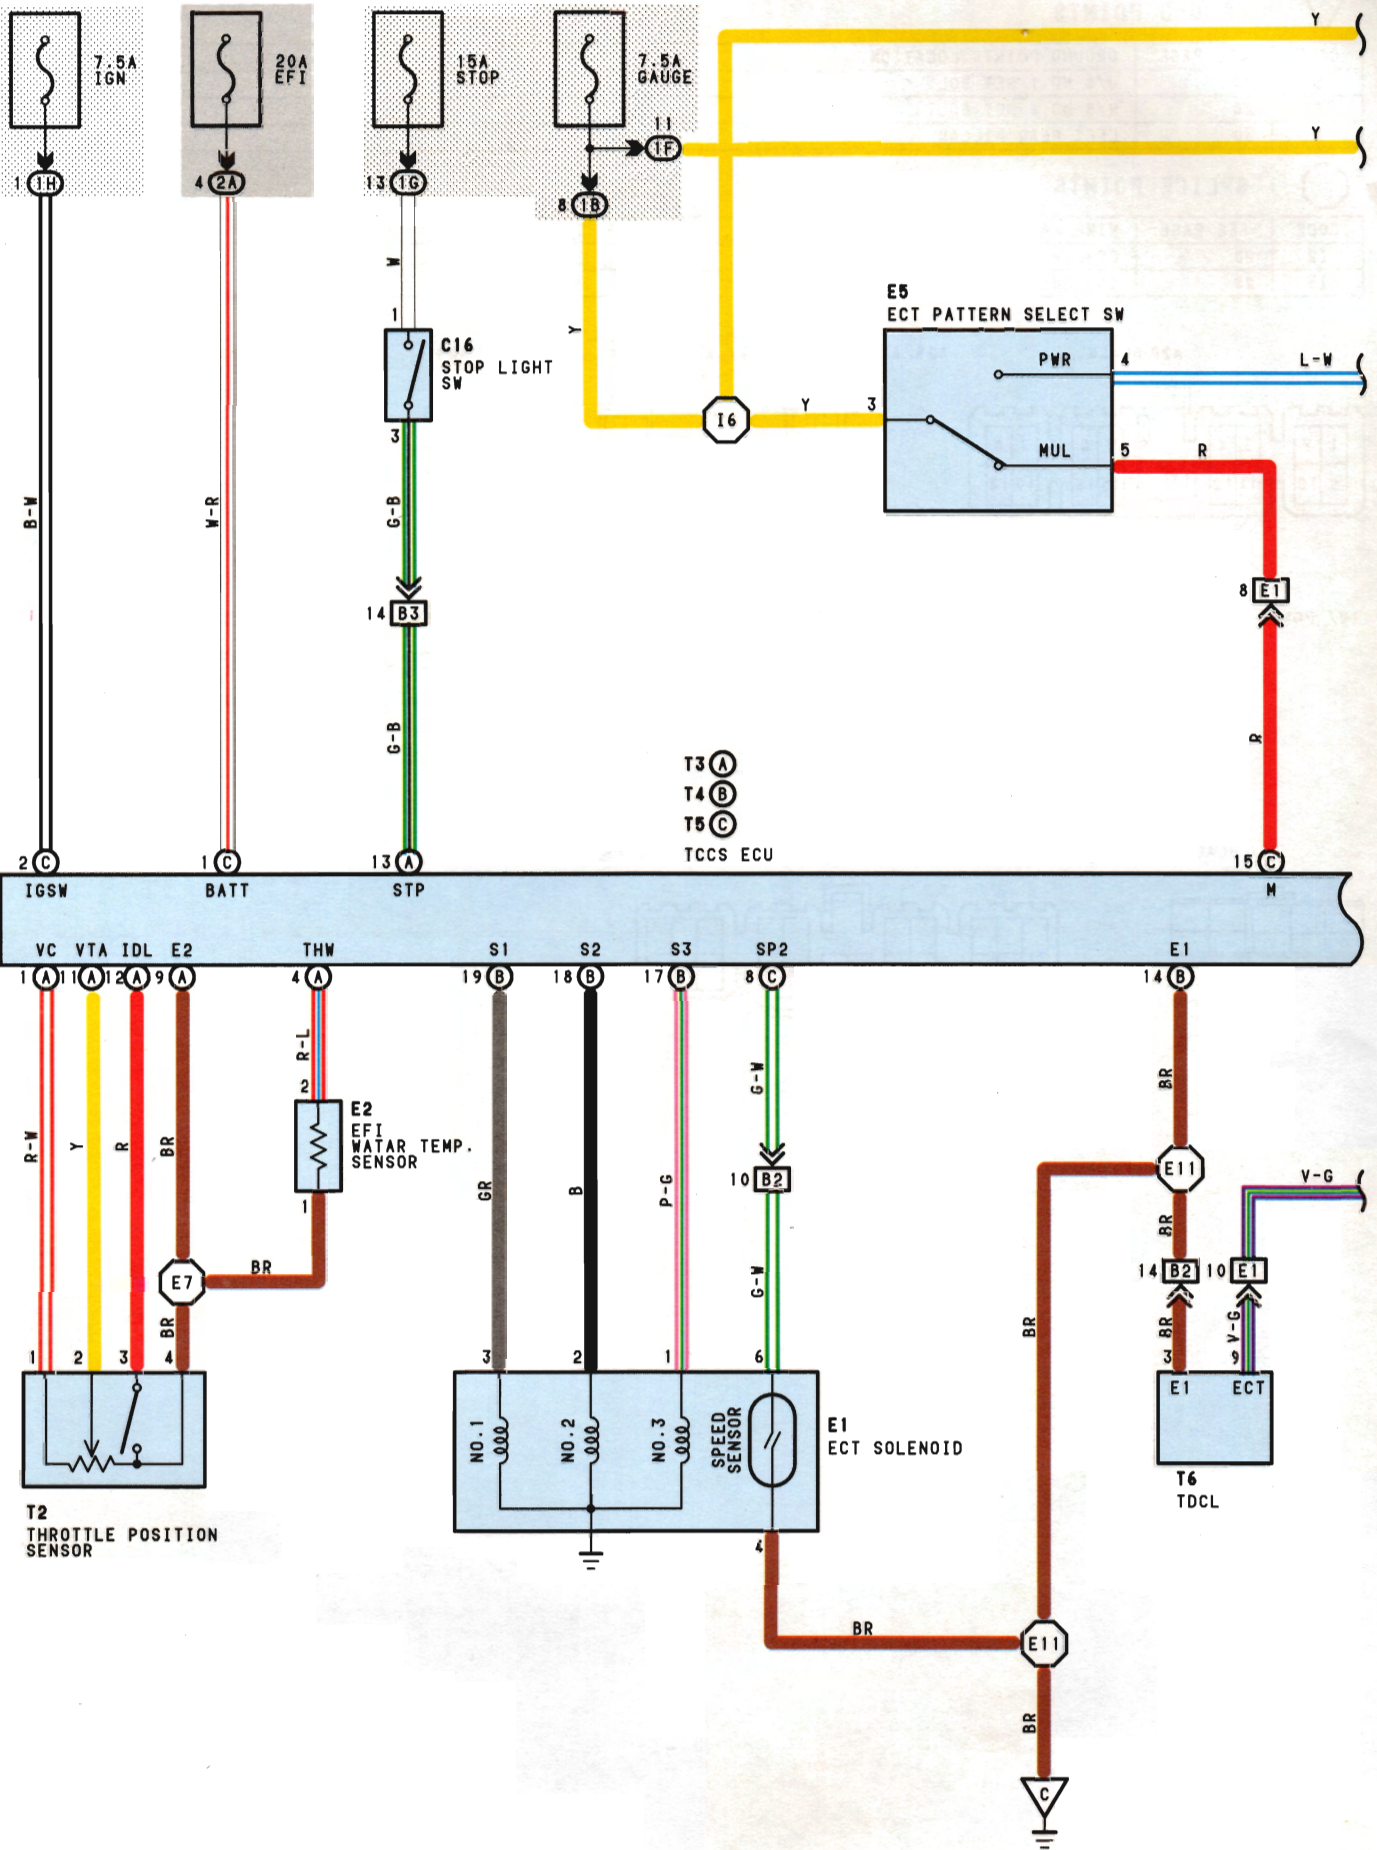 7.5A
IGN
20A
EFI
15A
STOP
7.5A
GAUGE
Y
11
1F
Y
1 1H
4 2A
13 1G
8 1B
W
1
C16
STOP LIGHT
SW
3
Y
I6
Y
E5
ECT PATTERN SELECT SW
3
PWR
4
L-W
MUL
5
R
B-W
W-R
G-B
14 B3
G-B
8 E1
R
T3 A
T4 B
T5 C
TCCS ECU
2 C
1 C
13 A
15 C
IGSW
BATT
STP
M
VC VTA IDL E2
THW
S1
S2
S3
SP2
E1
1 A 11 A 12 A 9 A
4 A
19 B
18 B
17 B
8 C
14 B
R-W
Y
R
BR
R-L
2
E2
EFI
WATAR TEMP.
SENSOR
1
GR
B
P-G
G-W
10 B2
G-W
BR
E11
V-G
BR
14 B2
10 E1
E7
BR
BR
BR
BR
V-G
1
2
3
4
3
2
1
6
3
9
E1
ECT
NO.1
NO.2
NO.3
SPEED
SENSOR
E1
ECT SOLENOID
T6
TDCL
T2
THROTTLE POSITION
SENSOR
4
BR
E11
BR
C